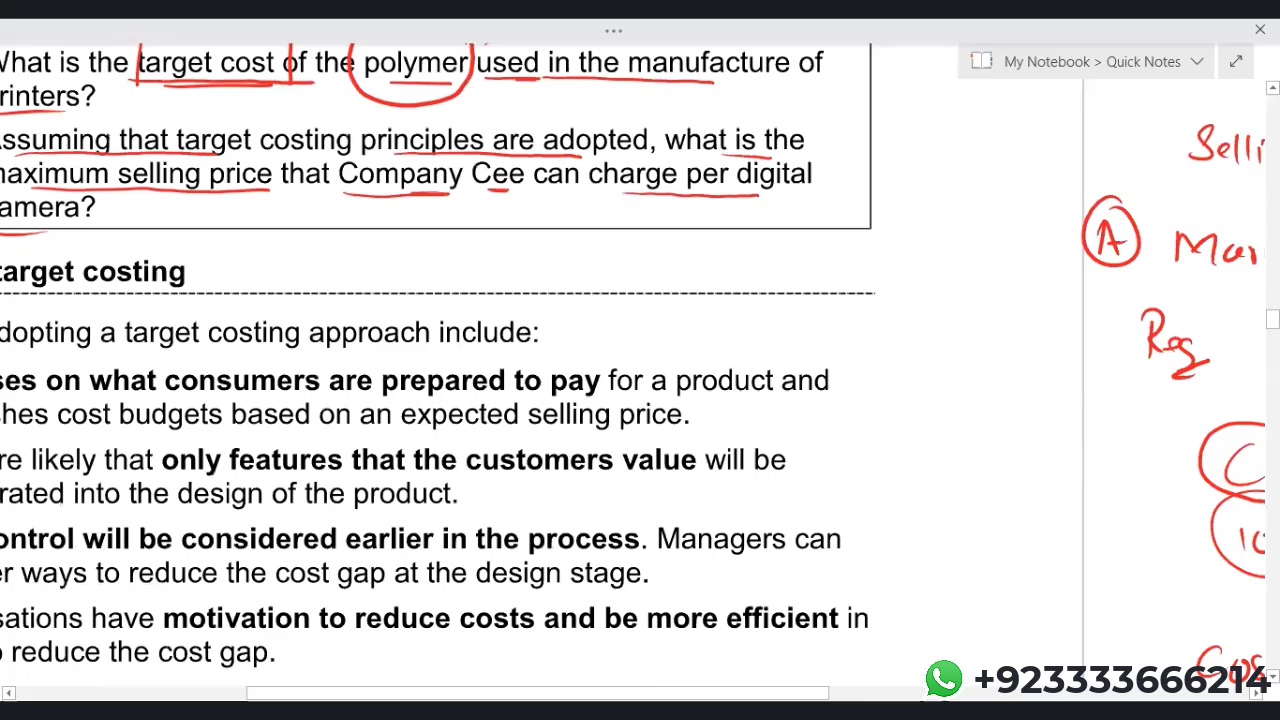 What is the target cost of the polymer used in the manufacture of
rinters?
ssuming that target costing principles are adopted, what is the
naximum selling price that Company Cee can charge per digital
amera?
target costing
dopting a target costing approach include:
ses on what consumers are prepared to pay for a product and
shes cost budgets based on an expected selling price.
re likely that only features that the customers value will be
rated into the design of the product.
ontrol will be considered earlier in the process. Managers can
er ways to reduce the cost gap at the design stage.
sations have motivation to reduce costs and be more efficient in
o reduce the cost gap.
My Notebook > Quick Notes
Selli
A Mar
Req
C
10
Cos
+923333666214